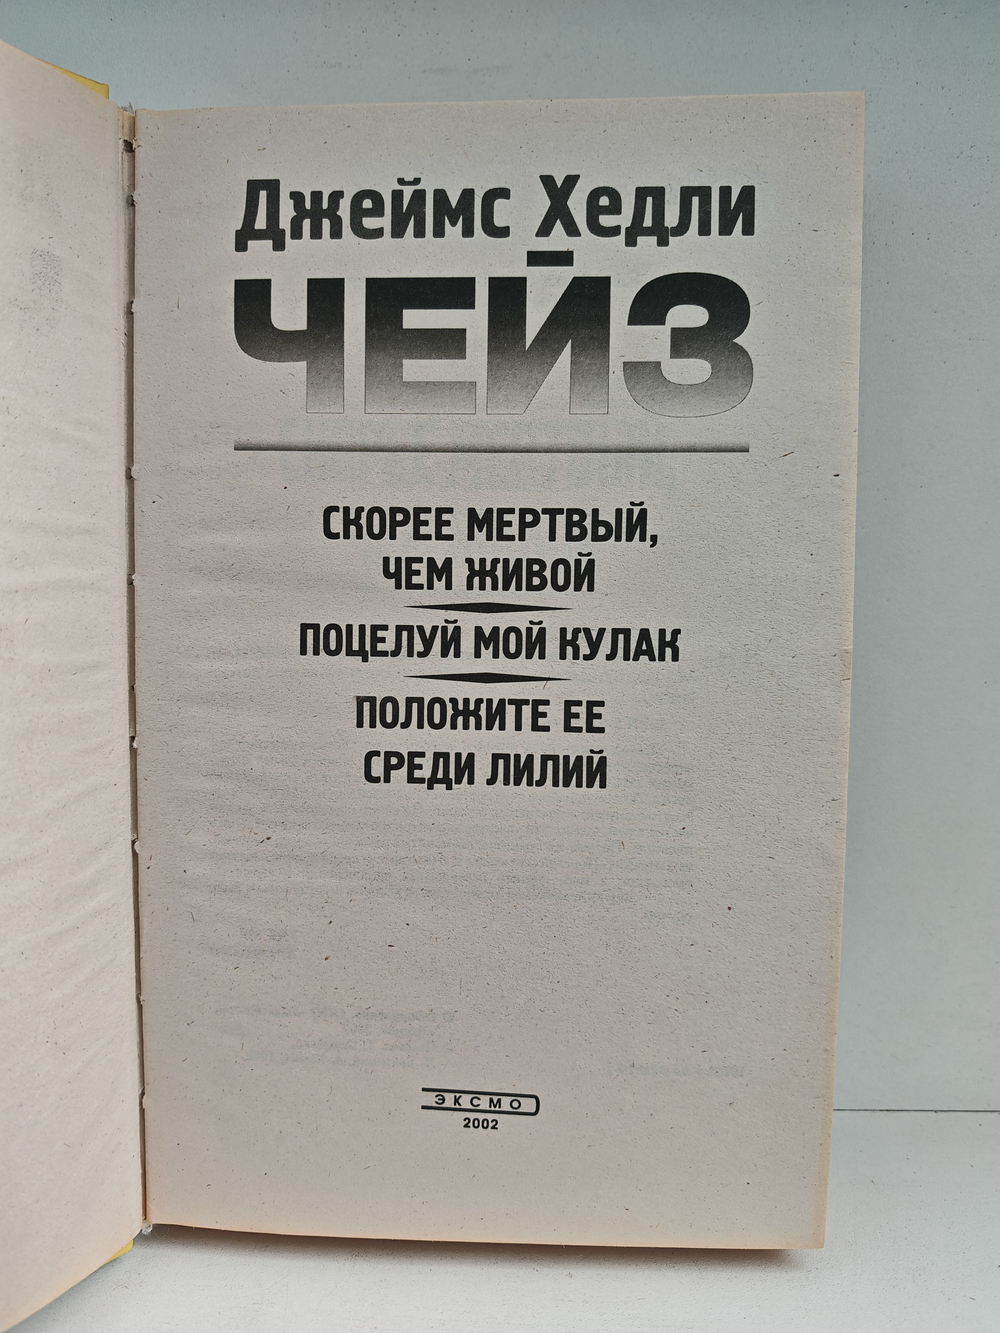 Джеймс Хедли
ЧЕЙЗ
СКОРЕЕ МЕРТВЫЙ,
ЧЕМ ЖИВОЙ
ПОЦЕЛУЙ МОЙ КУЛАК
ПОЛОЖИТЕ ЕЕ
СРЕДИ ЛИЛИЙ
ЭКСМО
2002